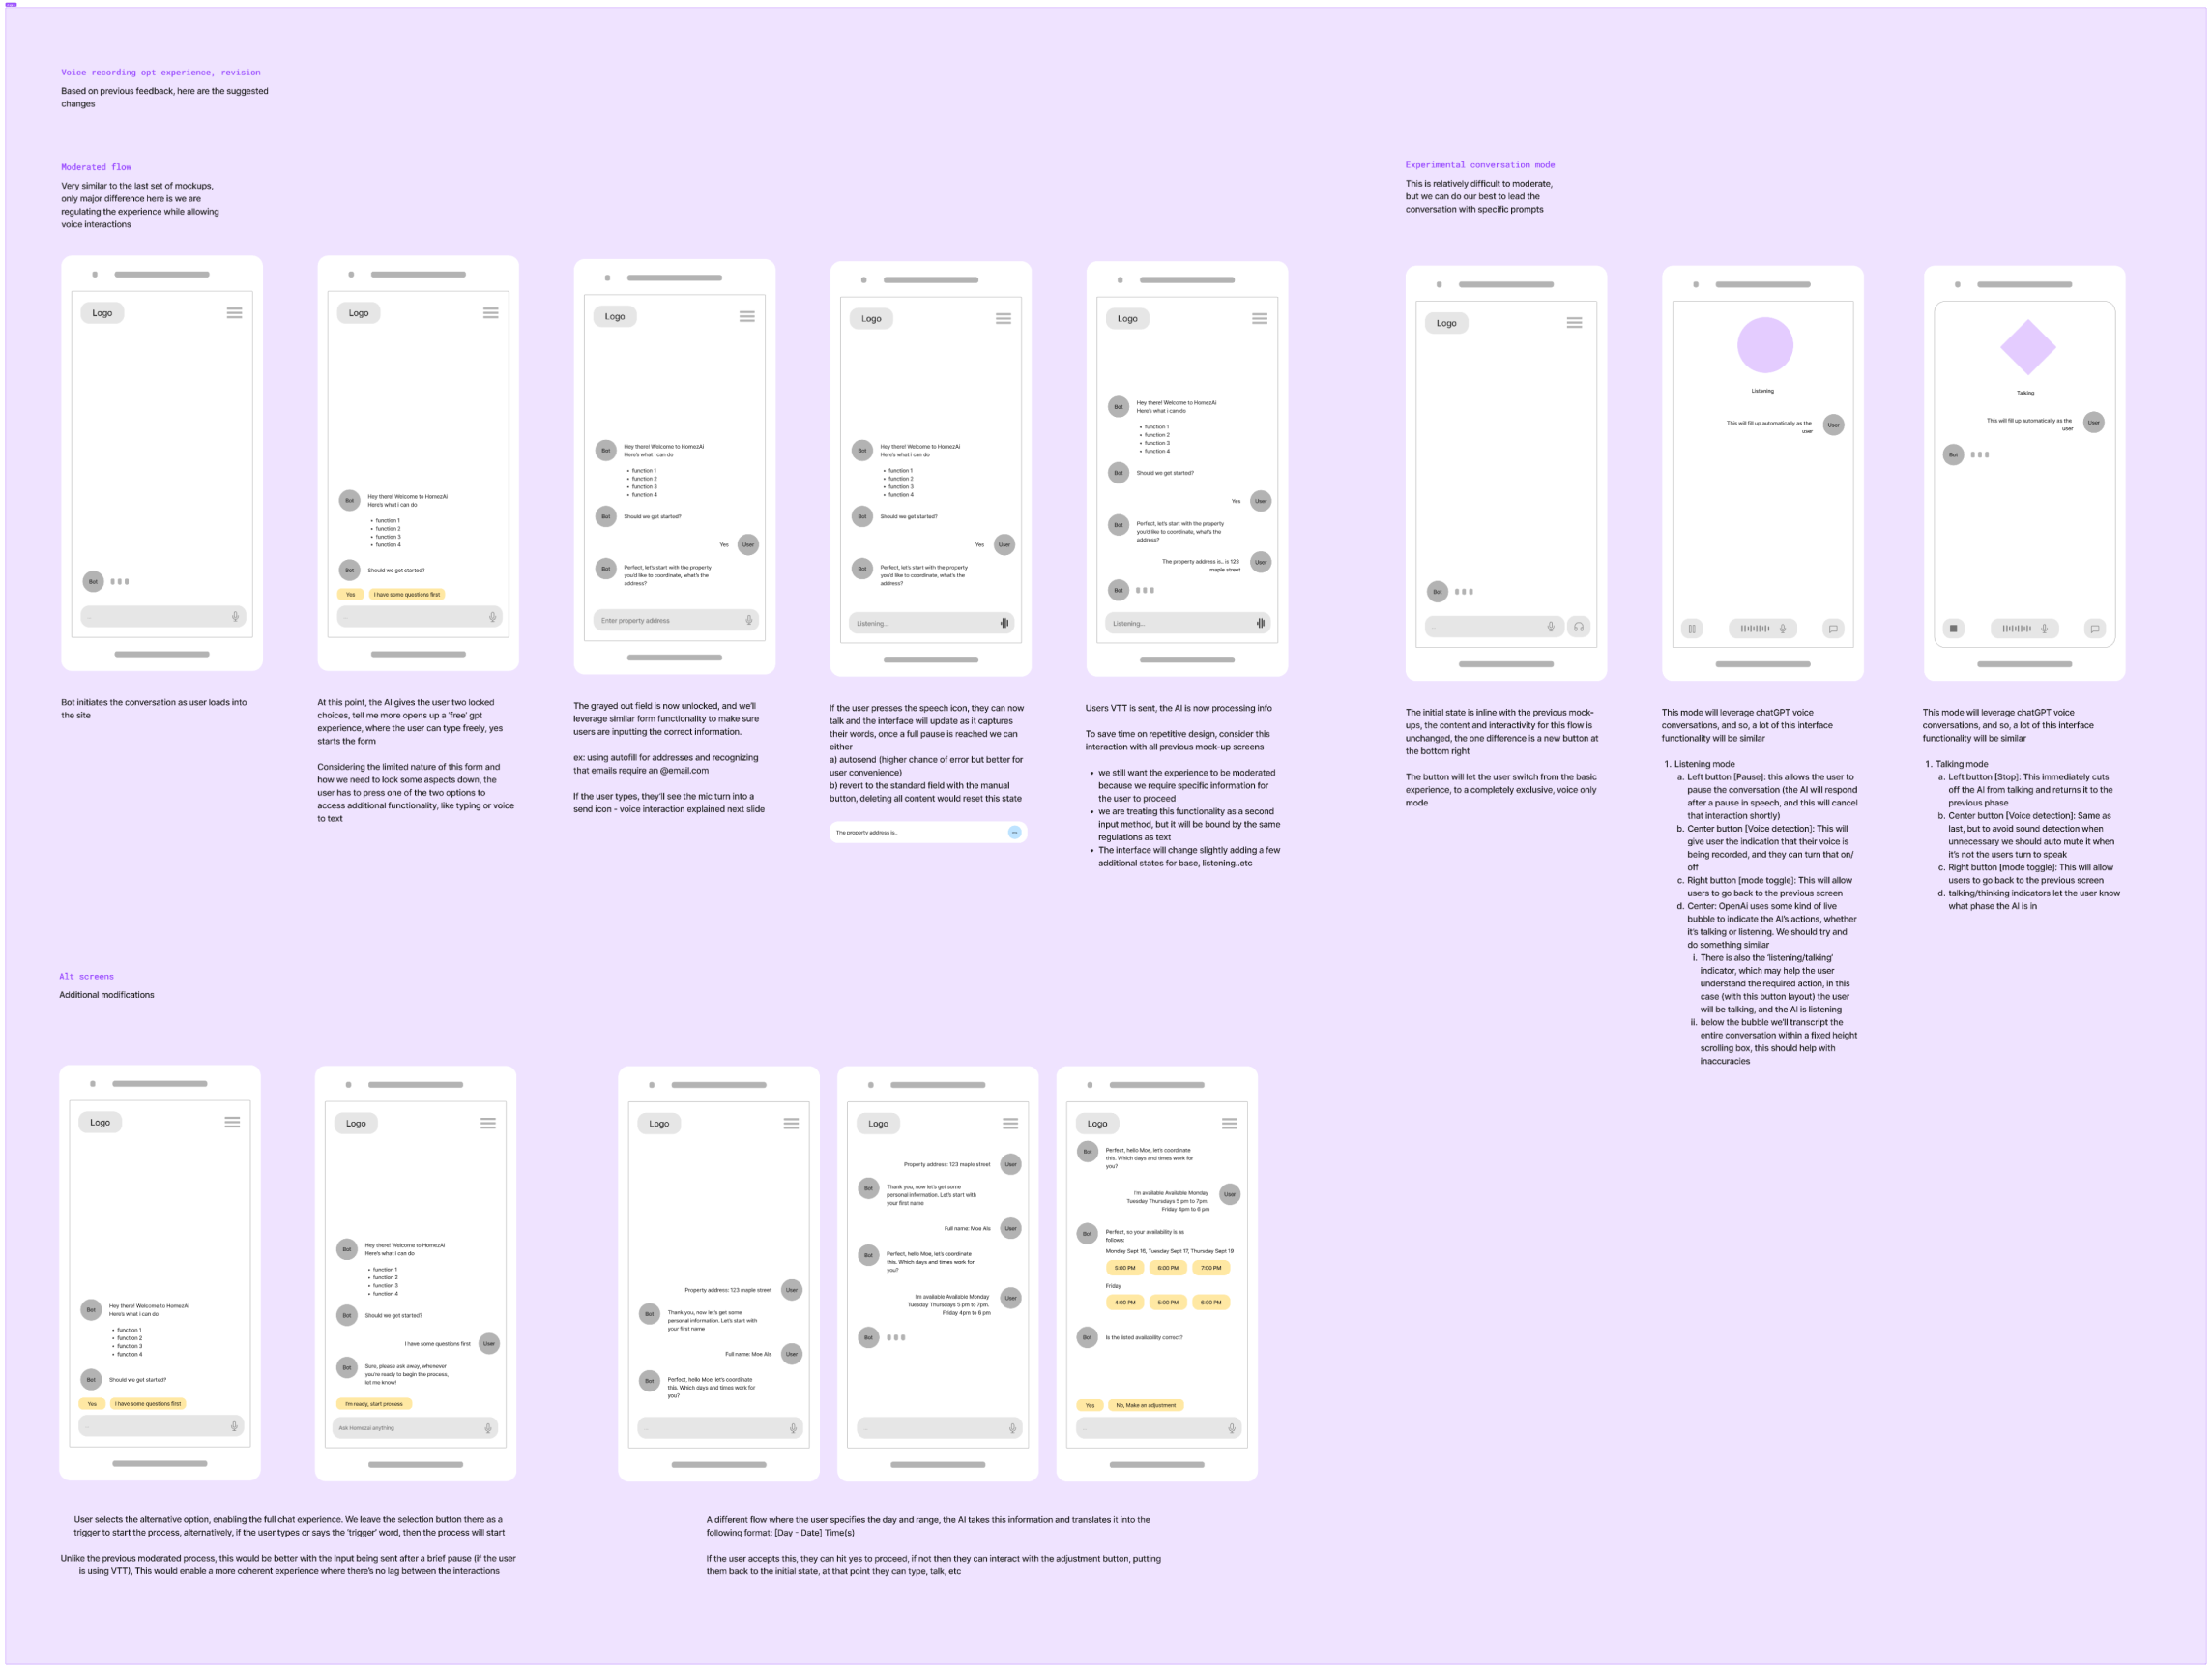 Voice recording opt experience, revision
Based on previous feedback, here are the suggested
changes
Moderated flow
Very similar to the last set of mockups,
only major difference here is we are
regulating the experience while allowing
voice interactions
Logo
Bot
...
Bot initiates the conversation as user loads into
the site
Logo
Bot
Hey there! Welcome to HomezAi
Here's what i can do
• function 1
• function 2
• function 3
• function 4
Bot
Should we get started?
Yes
I have some questions first
...
At this point, the AI gives the user two locked
choices, tell me more opens up a 'free' gpt
experience, where the user can type freely, yes
starts the form
Considering the limited nature of this form and
how we need to lock some aspects down, the
user has to press one of the two options to
access additional functionality, like typing or voice
to text
Logo
Bot
Hey there! Welcome to HomezAi
Here's what i can do
• function 1
• function 2
• function 3
• function 4
Bot
Should we get started?
Yes
User
Bot
Perfect, let's start with the property
you'd like to coordinate, what's the
address?
Enter property address
The grayed out field is now unlocked, and we'll
leverage similar form functionality to make sure
users are inputting the correct information.
ex: using autofill for addresses and recognizing
that emails require an @email.com
If the user types, they'll see the mic turn into a
send icon - voice interaction explained next slide
Logo
Bot
Hey there! Welcome to HomezAi
Here's what i can do
• function 1
• function 2
• function 3
• function 4
Bot
Should we get started?
Yes
User
Bot
Perfect, let's start with the property
you'd like to coordinate, what's the
address?
Listening...
If the user presses the speech icon, they can now
talk and the interface will update as it captures
their words, once a full pause is reached we can
either
a) autosend (higher chance of error but better for
user convenience)
b) revert to the standard field with the manual
button, deleting all content would reset this state
The property address is..
Logo
Bot
Hey there! Welcome to HomezAi
Here's what i can do
• function 1
• function 2
• function 3
• function 4
Bot
Should we get started?
Yes
User
Bot
Perfect, let's start with the property
you'd like to coordinate, what's the
address?
The property address is.. is 123
maple street
User
Bot
Listening...
Users VTT is sent, the AI is now processing info
To save time on repetitive design, consider this
interaction with all previous mock-up screens
• we still want the experience to be moderated
because we require specific information for
the user to proceed
• we are treating this functionality as a second
input method, but it will be bound by the same
regulations as text
• The interface will change slightly adding a few
additional states for base, listening..etc
Experimental conversation mode
This is relatively difficult to moderate,
but we can do our best to lead the
conversation with specific prompts
Logo
Bot
...
The initial state is inline with the previous mock-
ups, the content and interactivity for this flow is
unchanged, the one difference is a new button at
the bottom right
The button will let the user switch from the basic
experience, to a completely exclusive, voice only
mode
Listening
This will fill up automatically as the
user
User
This mode will leverage chatGPT voice
conversations, and so, a lot of this interface
functionality will be similar
1. Listening mode
a. Left button [Pause]: this allows the user to
pause the conversation (the AI will respond
after a pause in speech, and this will cancel
that interaction shortly)
b. Center button [Voice detection]: This will
give user the indication that their voice is
being recorded, and they can turn that on/
off
c. Right button [mode toggle]: This will allow
users to go back to the previous screen
d. Center: OpenAi uses some kind of live
bubble to indicate the AI's actions, whether
it's talking or listening. We should try and
do something similar
i. There is also the 'listening/talking'
indicator, which may help the user
understand the required action, in this
case (with this button layout) the user
will be talking, and the AI is listening
ii. below the bubble we'll transcript the
entire conversation within a fixed height
scrolling box, this should help with
inaccuracies
Talking
This will fill up automatically as the
user
User
Bot
This mode will leverage chatGPT voice
conversations, and so, a lot of this interface
functionality will be similar
1. Talking mode
a. Left button [Stop]: This immediately cuts
off the AI from talking and returns it to the
previous phase
b. Center button [Voice detection]: Same as
last, but to avoid sound detection when
unnecessary we should auto mute it when
it's not the users turn to speak
c. Right button [mode toggle]: This will allow
users to go back to the previous screen
d. talking/thinking indicators let the user know
what phase the AI is in
Alt screens
Additional modifications
Logo
Bot
Hey there! Welcome to HomezAi
Here's what i can do
• function 1
• function 2
• function 3
• function 4
Bot
Should we get started?
Yes
I have some questions first
...
Logo
Bot
Hey there! Welcome to HomezAi
Here's what i can do
• function 1
• function 2
• function 3
• function 4
Bot
Should we get started?
I have some questions first
User
Bot
Sure, please ask away, whenever
you're ready to begin the process,
let me know!
I'm ready, start process
Ask Homezai anything
User selects the alternative option, enabling the full chat experience. We leave the selection button there as a
trigger to start the process, alternatively, if the user types or says the 'trigger' word, then the process will start
Unlike the previous moderated process, this would be better with the Input being sent after a brief pause (if the user
is using VTT), This would enable a more coherent experience where there's no lag between the interactions
Logo
Property address: 123 maple street
User
Bot
Thank you, now let's get some
personal information. Let's start with
your first name
Full name: Moe Als
User
Bot
Perfect, hello Moe, let's coordinate
this. Which days and times work for
you?
...
Logo
Property address: 123 maple street
User
Bot
Thank you, now let's get some
personal information. Let's start with
your first name
Full name: Moe Als
User
Bot
Perfect, hello Moe, let's coordinate
this. Which days and times work for
you?
I'm available Available Monday
Tuesday Thursdays 5 pm to 7pm.
Friday 4pm to 6 pm
User
Bot
...
Logo
Bot
Perfect, hello Moe, let's coordinate
this. Which days and times work for
you?
I'm available Available Monday
Tuesday Thursdays 5 pm to 7pm.
Friday 4pm to 6 pm
User
Bot
Perfect, so your availability is as
follows:
Monday Sept 16, Tuesday Sept 17, Thursday Sept 19
5:00 PM
6:00 PM
7:00 PM
Friday
4:00 PM
5:00 PM
6:00 PM
Bot
Is the listed availability correct?
Yes
No, Make an adjustment
...
A different flow where the user specifies the day and range, the AI takes this information and translates it into the
following format: [Day - Date] Time(s)
If the user accepts this, they can hit yes to proceed, if not then they can interact with the adjustment button, putting
them back to the initial state, at that point they can type, talk, etc